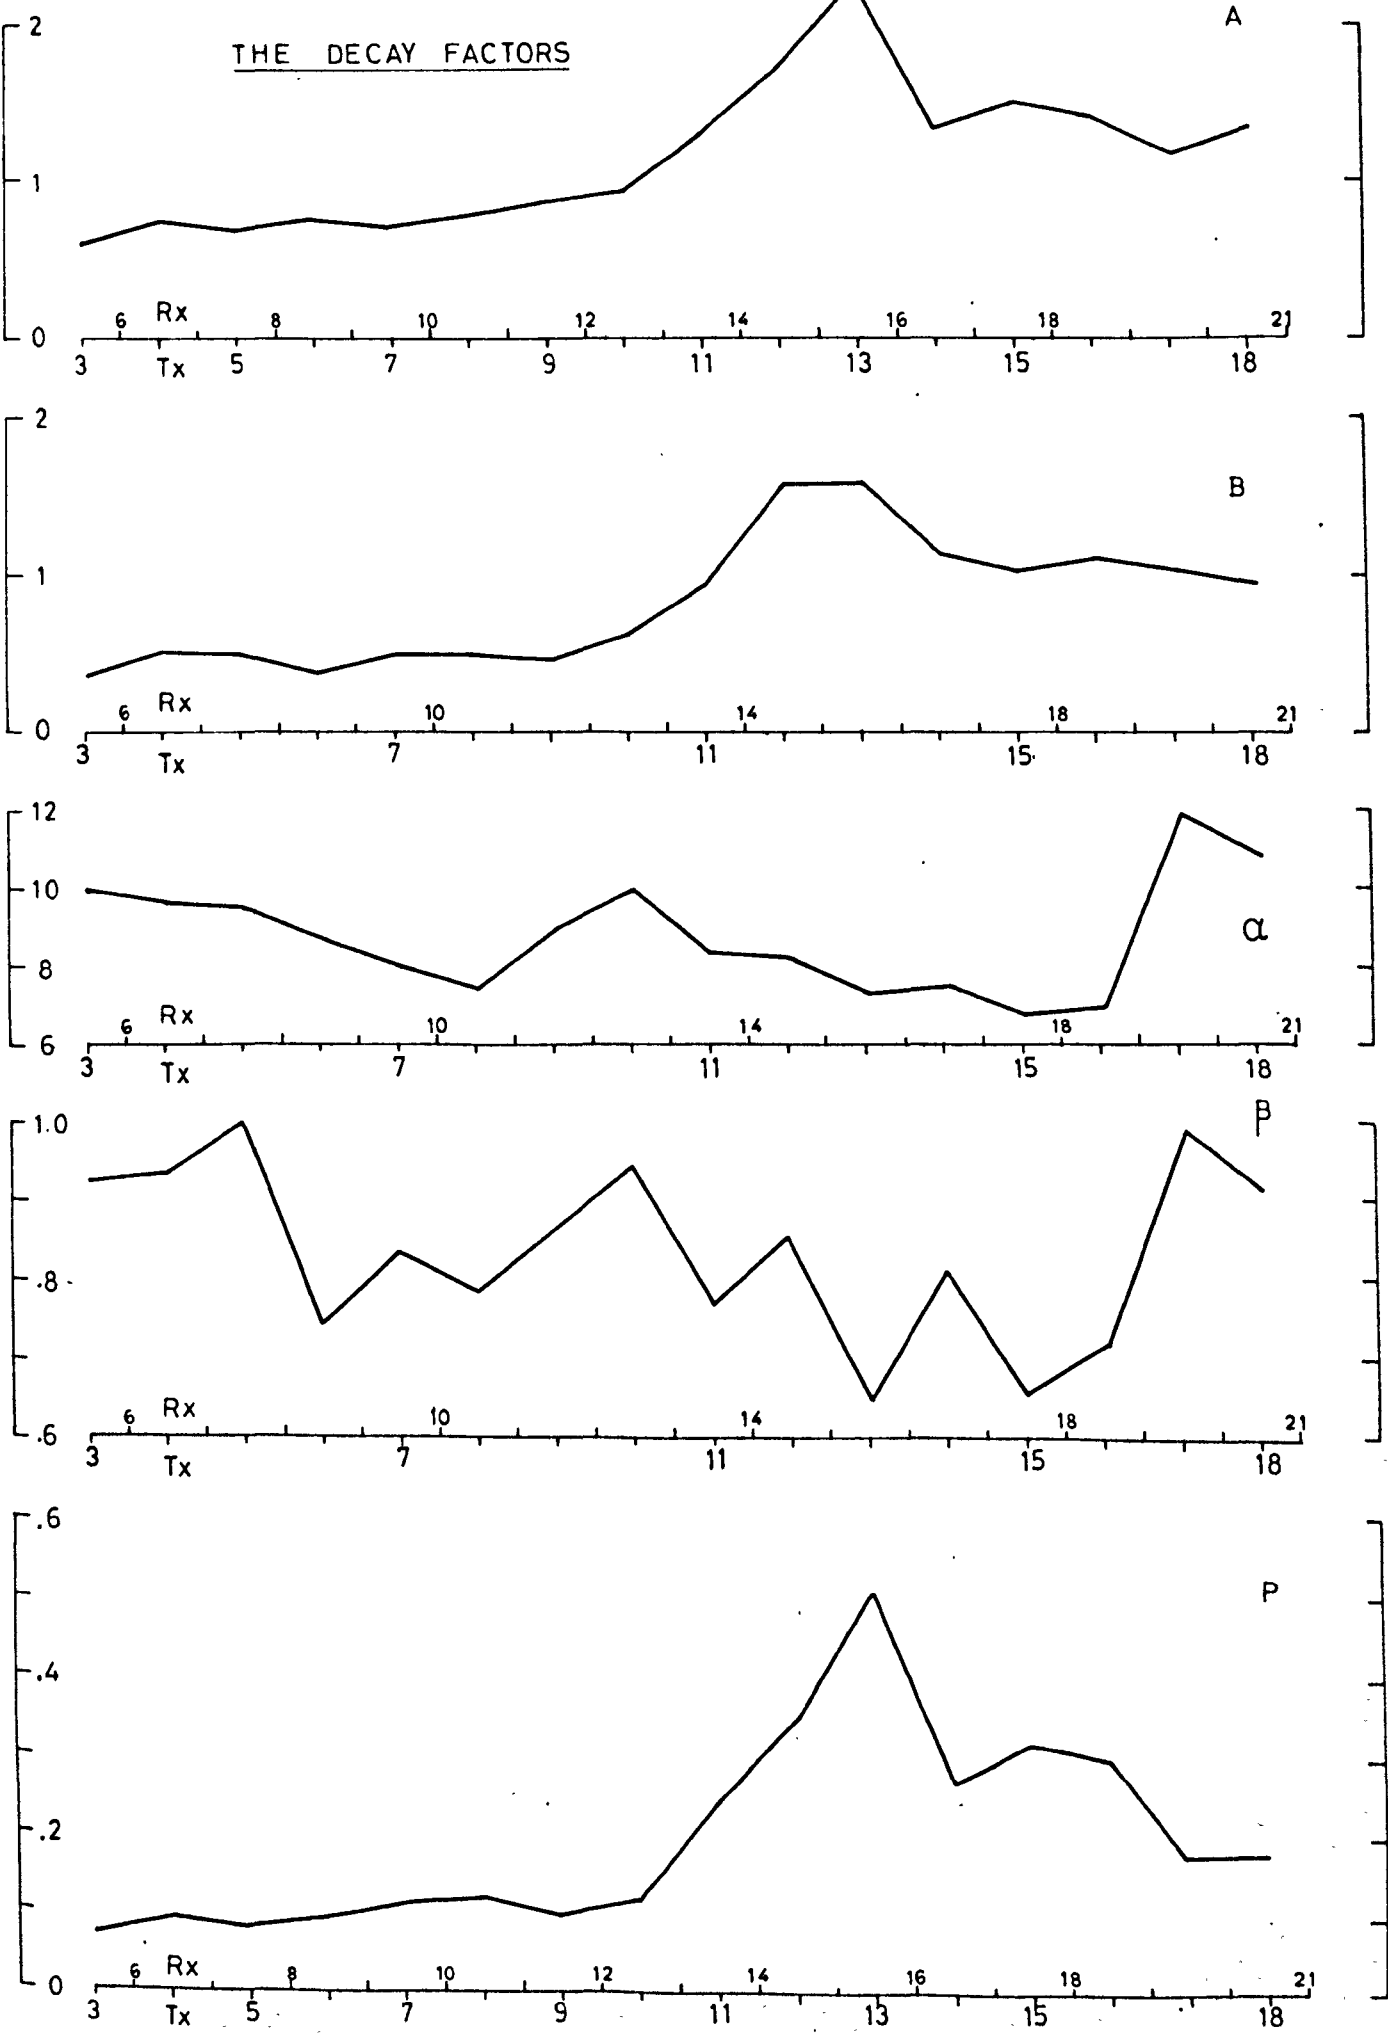 2
A
THE DECAY FACTORS
1
0
6 Rx 8 10 12 14 16 18 21
3 Tx 5 7 9 11 13 15 18
2
B
1
0
6 Rx 10 14 18 21
3 Tx 7 11 15 18
12
10
α
8
6
6 Rx 10 14 18 21
3 Tx 7 11 15 18
1.0
β
.8
.6
6 Rx 10 14 18 21
3 Tx 7 11 15 18
.6
P
.4
.2
0
6 Rx 8 10 12 14 16 18 21
3 Tx 5 7 9 11 13 15 18